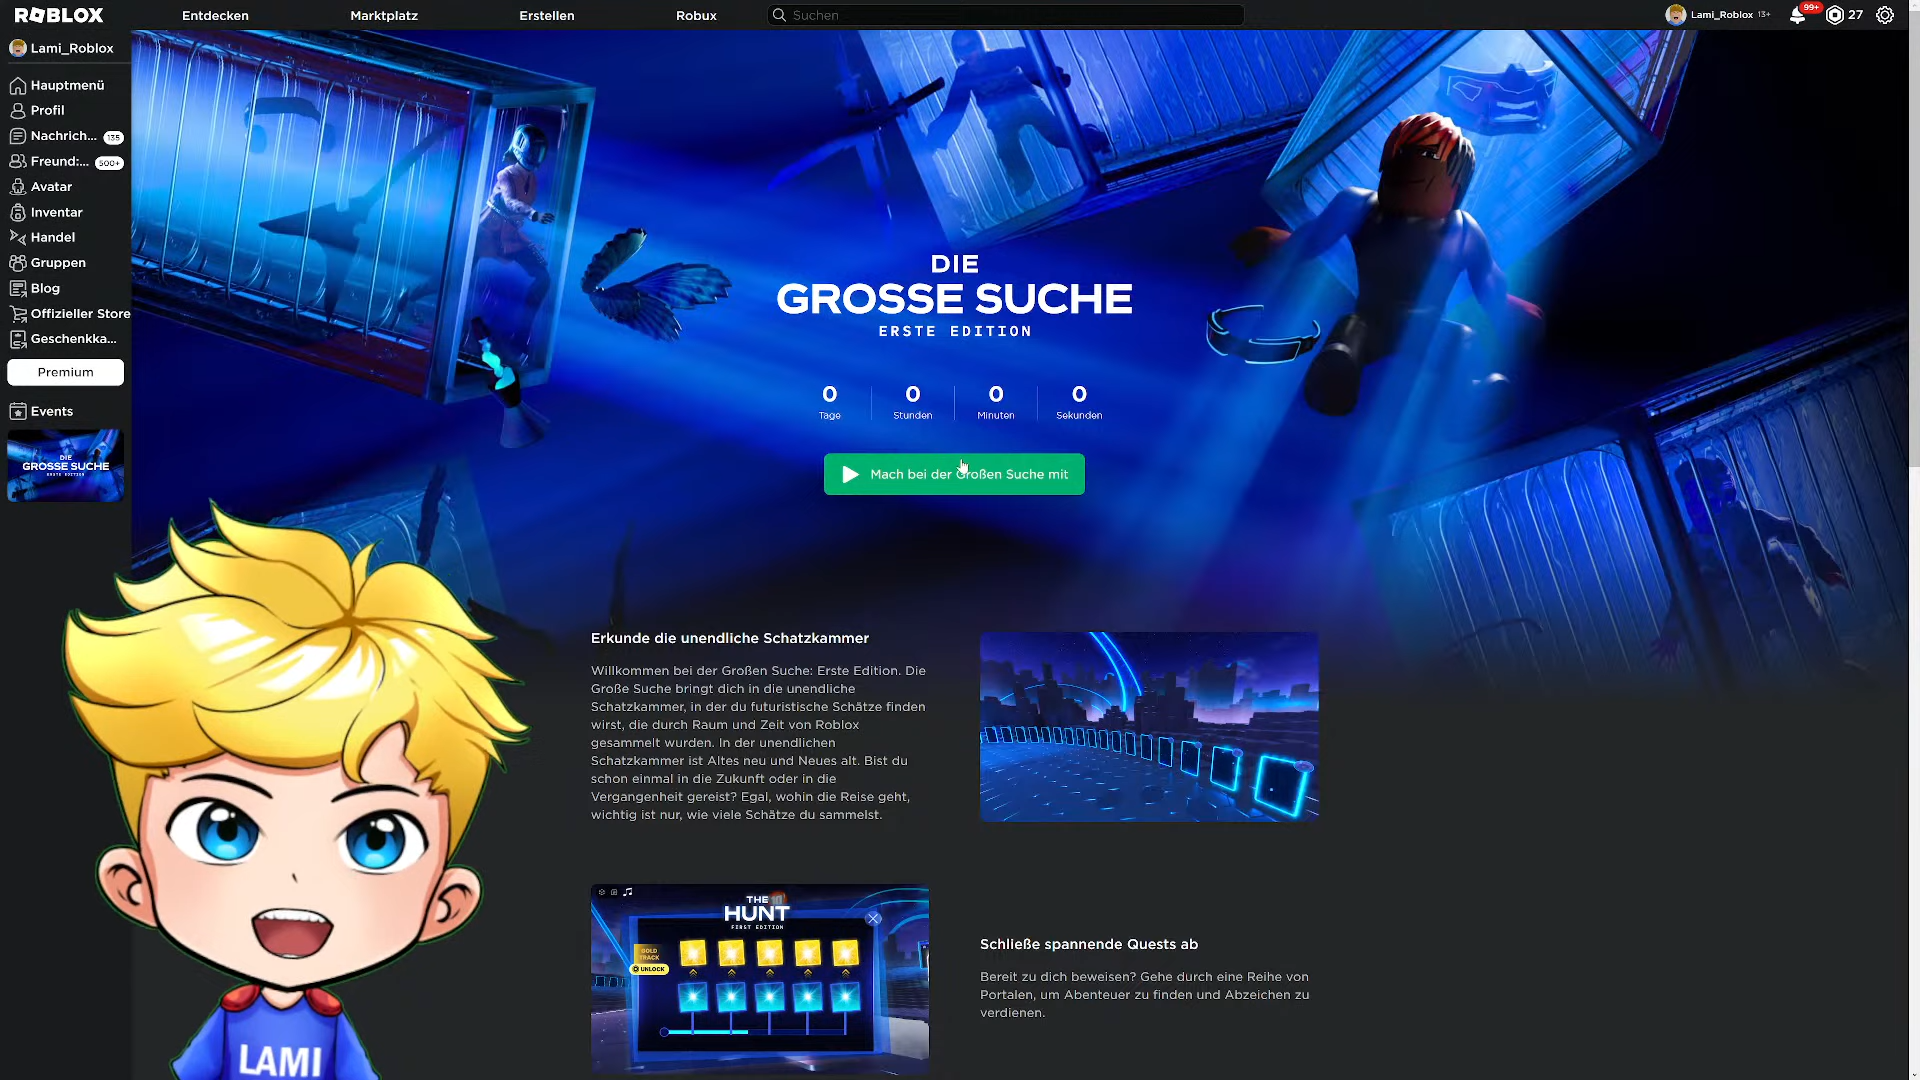 ROBLOX
Entdecken
Marktplatz
Erstellen
Robux
Suchen
Lami_Roblox 13+
99+
27
Lami_Roblox
Hauptmenü
Profil
Nachrich... 135
Freund:... 500+
Avatar
Inventar
Handel
Gruppen
Blog
Offizieller Store
Geschenkka...
Premium
Events
DIE
GROSSE SUCHE
ERSTE EDITION
DIE
GROSSE SUCHE
ERSTE EDITION
0 0 0 0
Tage Stunden Minuten Sekunden
Mach bei der Großen Suche mit
Erkunde die unendliche Schatzkammer
Willkommen bei der Großen Suche: Erste Edition. Die
Große Suche bringt dich in die unendliche
Schatzkammer, in der du futuristische Schätze finden
wirst, die durch Raum und Zeit von Roblox
gesammelt wurden. In der unendlichen
Schatzkammer ist Altes neu und Neues alt. Bist du
schon einmal in die Zukunft oder in die
Vergangenheit gereist? Egal, wohin die Reise geht,
wichtig ist nur, wie viele Schätze du sammelst.
THE
HUNT
FIRST EDITION
GOLD
TRACK
UNLOCK
Schließe spannende Quests ab
Bereit zu dich beweisen? Gehe durch eine Reihe von
Portalen, um Abenteuer zu finden und Abzeichen zu
verdienen.
LAMI